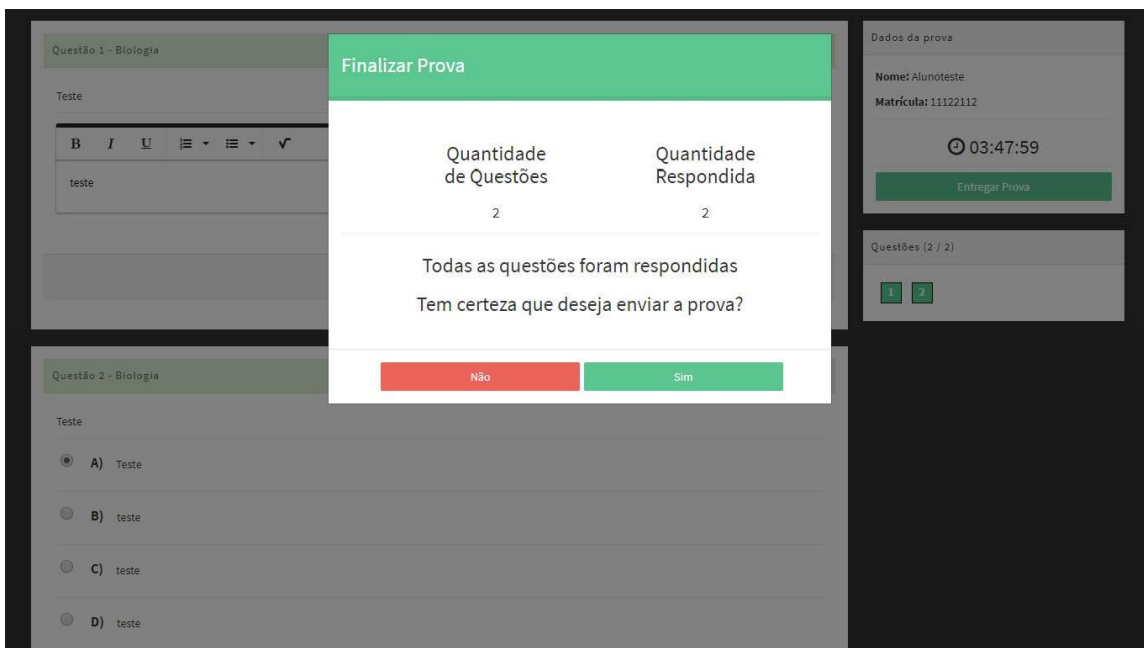 Questão 1 - Biologia
Teste
B I U
teste
Finalizar Prova
Quantidade
de Questões
2
Quantidade
Respondida
2
Todas as questões foram respondidas
Tem certeza que deseja enviar a prova?
Não Sim
Dados da prova
Nome: Alunoteste
Matrícula: 11122112
03:47:59
Entregar Prova
Questões (2 / 2)
1 2
Questão 2 - Biologia
Teste
A) Teste
B) teste
C) teste
D) teste